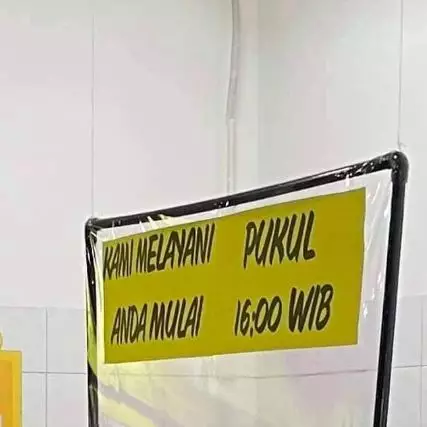 KAMI MELAYANI PUKUL
ANDA MULAI 16:00 WIB